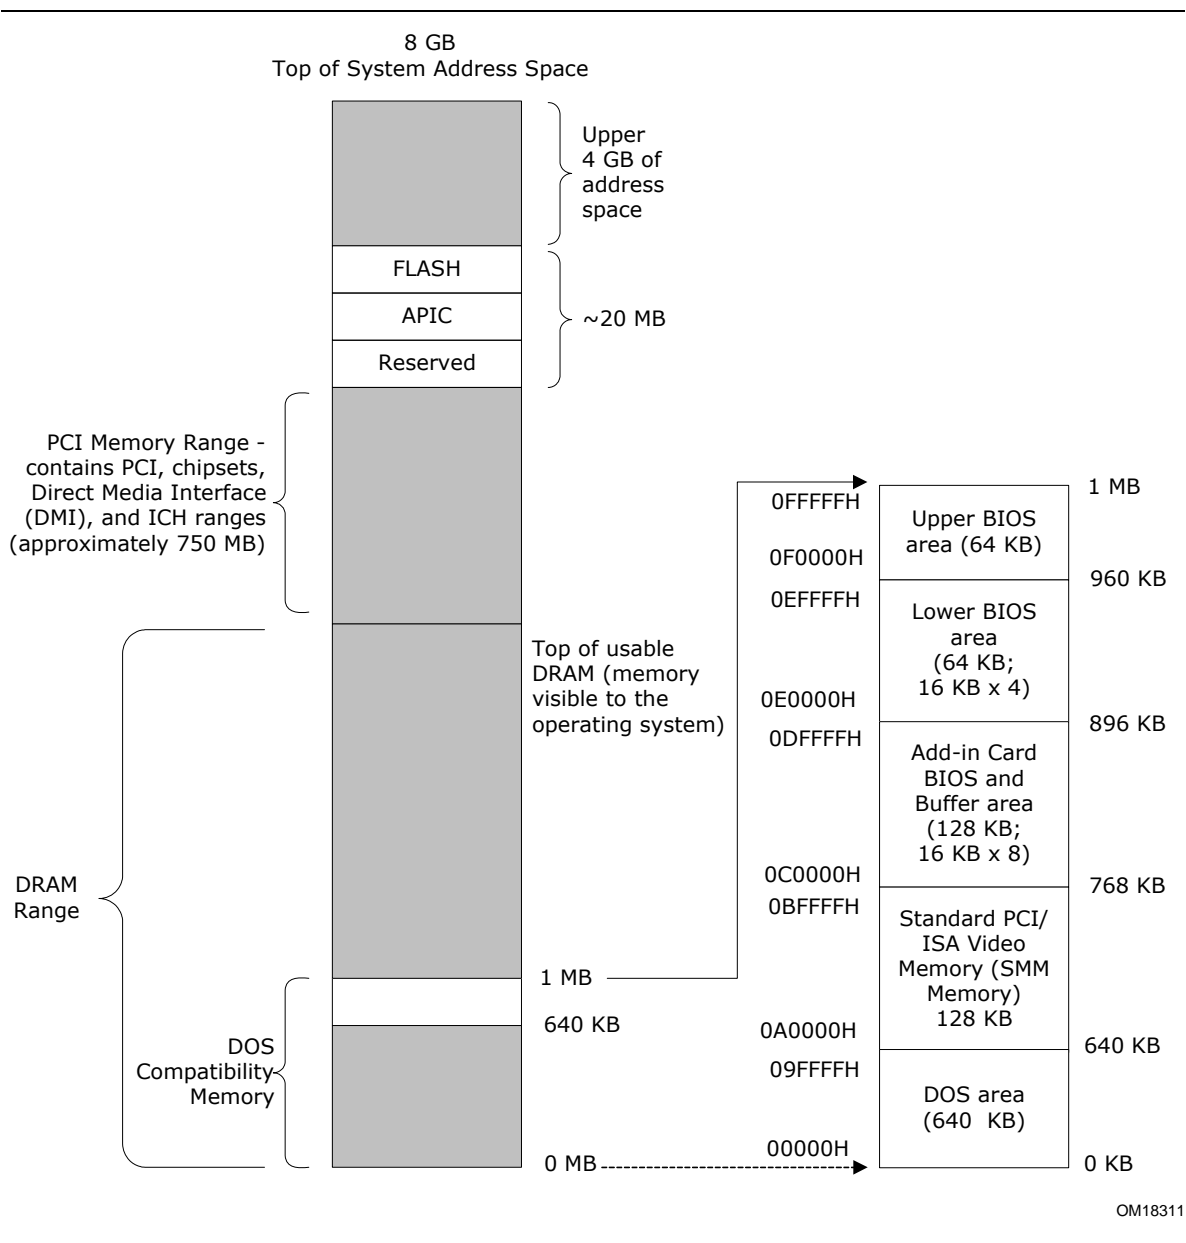 8 GB
Top of System Address Space
Upper
4 GB of
address
space
FLASH
APIC
Reserved
~20 MB
PCI Memory Range -
contains PCI, chipsets,
Direct Media Interface
(DMI), and ICH ranges
(approximately 750 MB)
Top of usable
DRAM (memory
visible to the
operating system)
DRAM
Range
1 MB
640 KB
DOS
Compatibility
Memory
0 MB
0FFFFFH
Upper BIOS
area (64 KB)
1 MB
0F0000H
960 KB
0EFFFFH
Lower BIOS
area
(64 KB;
16 KB x 4)
0E0000H
896 KB
0DFFFFH
Add-in Card
BIOS and
Buffer area
(128 KB;
16 KB x 8)
0C0000H
768 KB
0BFFFFH
Standard PCI/
ISA Video
Memory (SMM
Memory)
128 KB
0A0000H
640 KB
09FFFFH
DOS area
(640 KB)
00000H
0 KB
OM18311